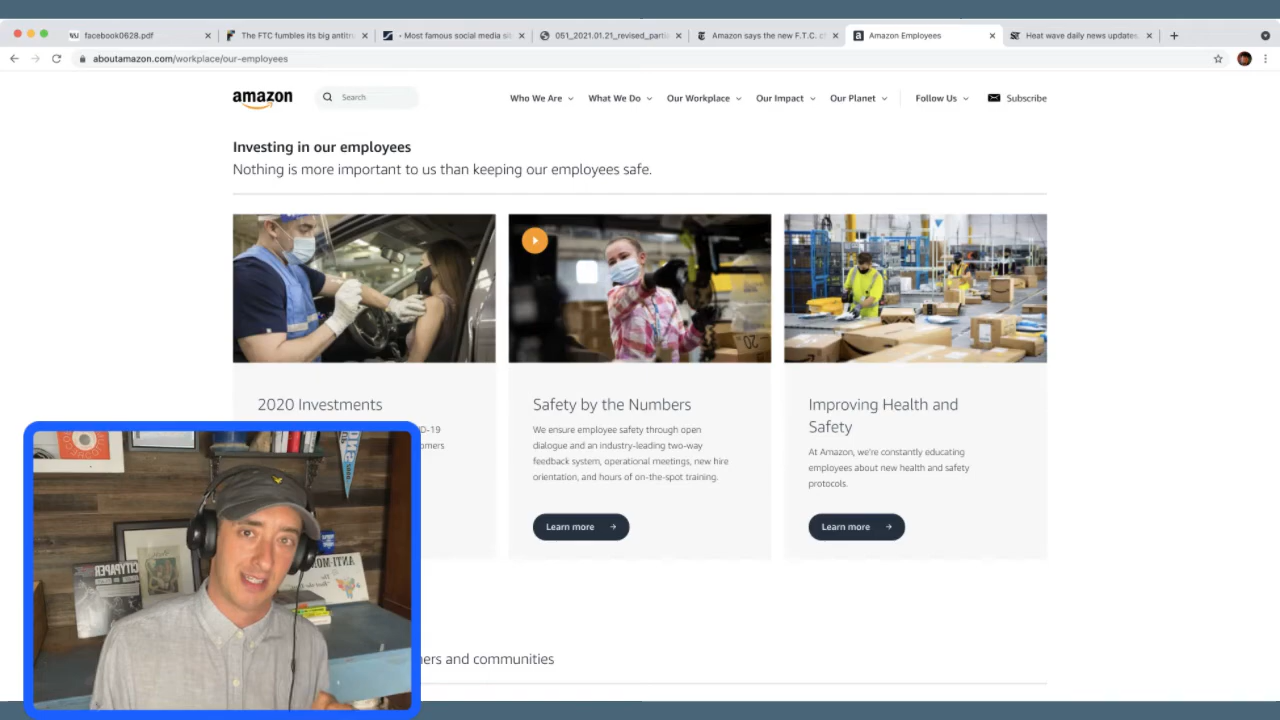 facebook0628.pdf
The FTC fumbles its big antitr
- Most famous social media si
051_2021.01.21_revised_parti
Amazon says the new F.T.C. c
Amazon Employees
Heat wave daily news updates,
aboutamazon.com/workplace/our-employees
amazon
Search
Who We Are
What We Do
Our Workplace
Our Impact
Our Planet
Follow Us
Subscribe
Investing in our employees
Nothing is more important to us than keeping our employees safe.
2020 Investments
D-19
omers
Safety by the Numbers
We ensure employee safety through open
dialogue and an industry-leading two-way
feedback system, operational meetings, new hire
orientation, and hours of on-the-spot training.
Learn more
Improving Health and
Safety
At Amazon, we're constantly educating
employees about new health and safety
protocols.
Learn more
ers and communities
CITYPAPER
ANTI-MON